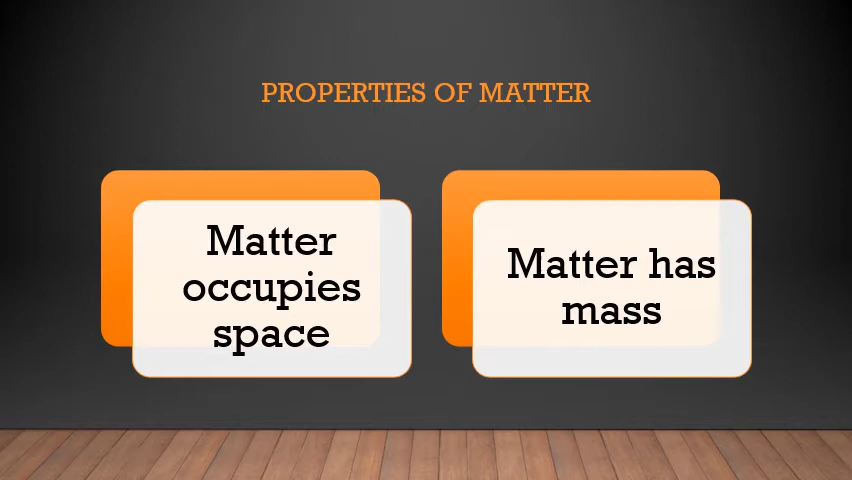 PROPERTIES OF MATTER
Matter
occupies
space
Matter has
mass